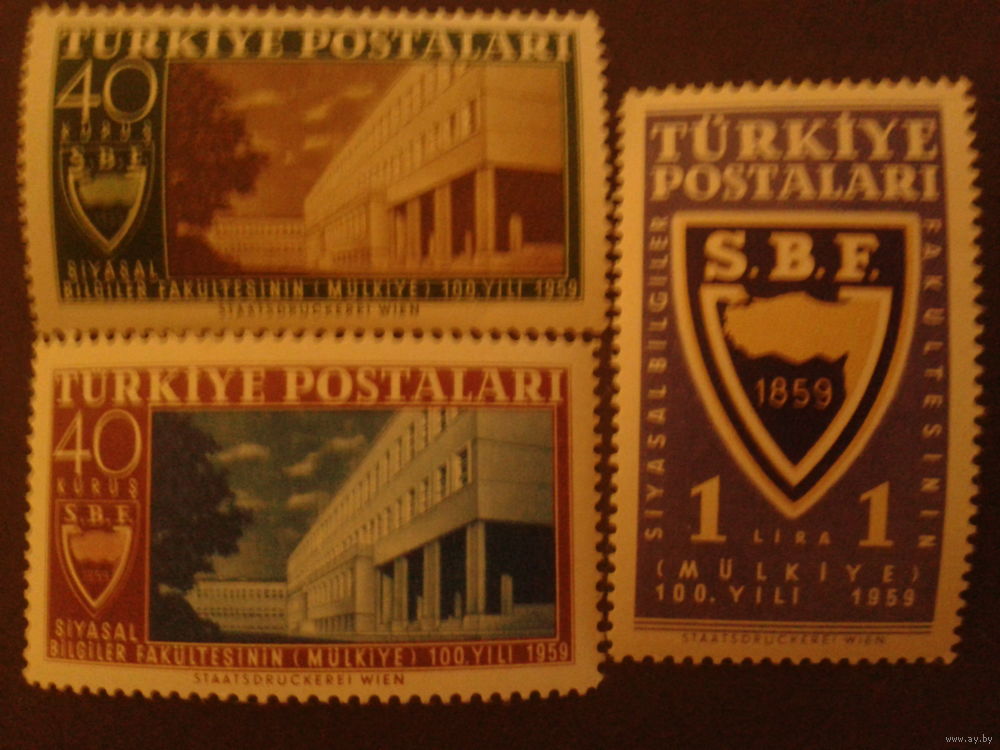 TÜRKİYE POSTALARI
40
KURUŞ
S.B.F.
SİYASAL
BİLGİLER FAKÜLTESİNİN (MÜLKİYE) 100.YILI 1959
STAATSDRUCKEREI WIEN
TÜRKİYE POSTALARI
40
KURUŞ
S.B.F.
1859
SİYASAL
BİLGİLER FAKÜLTESİNİN (MÜLKİYE) 100.YILI 1959
STAATSDRUCKEREI WIEN
TÜRKİYE
POSTALARI
SİYASAL BİLGİLER
FAKÜLTESİNİN
S.B.F.
1859
1 LİRA 1
(MÜLKİYE)
100.YILI 1959
STAATSDRUCKEREI WIEN
www.ay.by